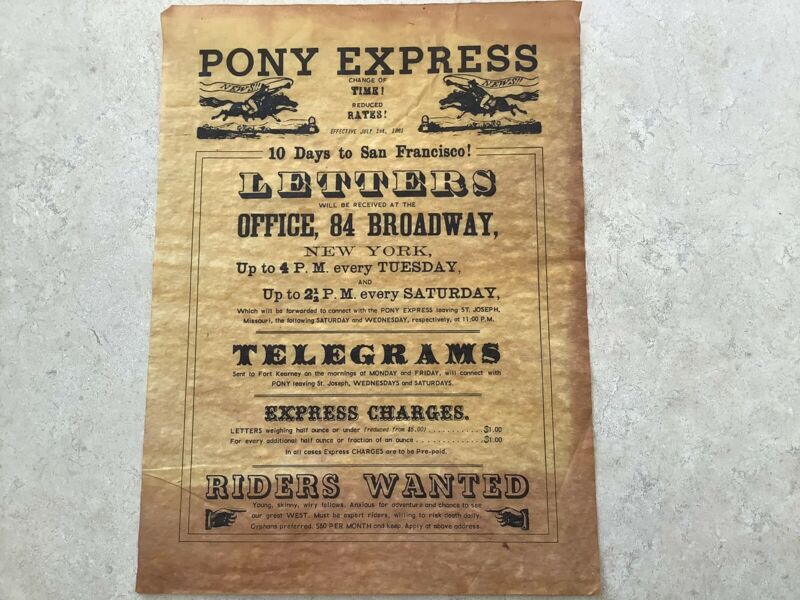 PONY EXPRESS
NEWS!!
CHANGE OF
TIME!
REDUCED
RATES!
NEWS!!
EFFECTIVE JULY 1st, 1861
10 Days to San Francisco!
LETTERS
WILL BE RECEIVED AT THE
OFFICE, 84 BROADWAY,
NEW YORK,
Up to 4 P. M. every TUESDAY,
AND
Up to 2½ P. M. every SATURDAY,
Which will be forwarded to connect with the PONY EXPRESS leaving ST. JOSEPH,
Missouri, the following SATURDAY and WEDNESDAY, respectively, at 11:00 P.M.
TELEGRAMS
Sent to Fort Kearney on the mornings of MONDAY and FRIDAY, will connect with
PONY leaving St. Joseph, WEDNESDAYS and SATURDAYS.
EXPRESS CHARGES.
LETTERS weighing half ounce or under (reduced from $5.00) . . . . . . . . . . . . $1.00
For every additional half ounce or fraction of an ounce . . . . . . . . . . . . . . $1.00
In all cases Express CHARGES are to be Pre-paid.
RIDERS WANTED
Young, skinny, wiry fellows. Anxious for adventure and chance to see
our great WEST. Must be expert riders, willing to risk death daily.
Orphans preferred. $60 PER MONTH and keep. Apply at above address.